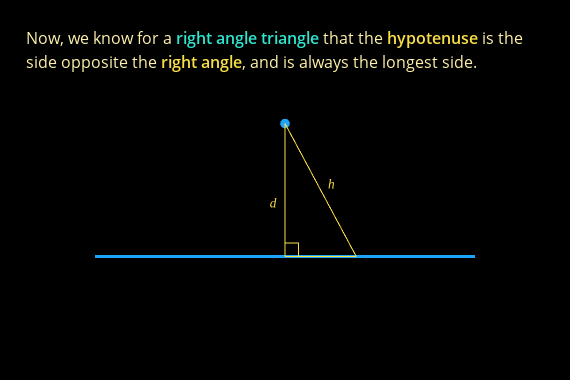 Now, we know for a right angle triangle that the hypotenuse is the
side opposite the right angle, and is always the longest side.
h
d